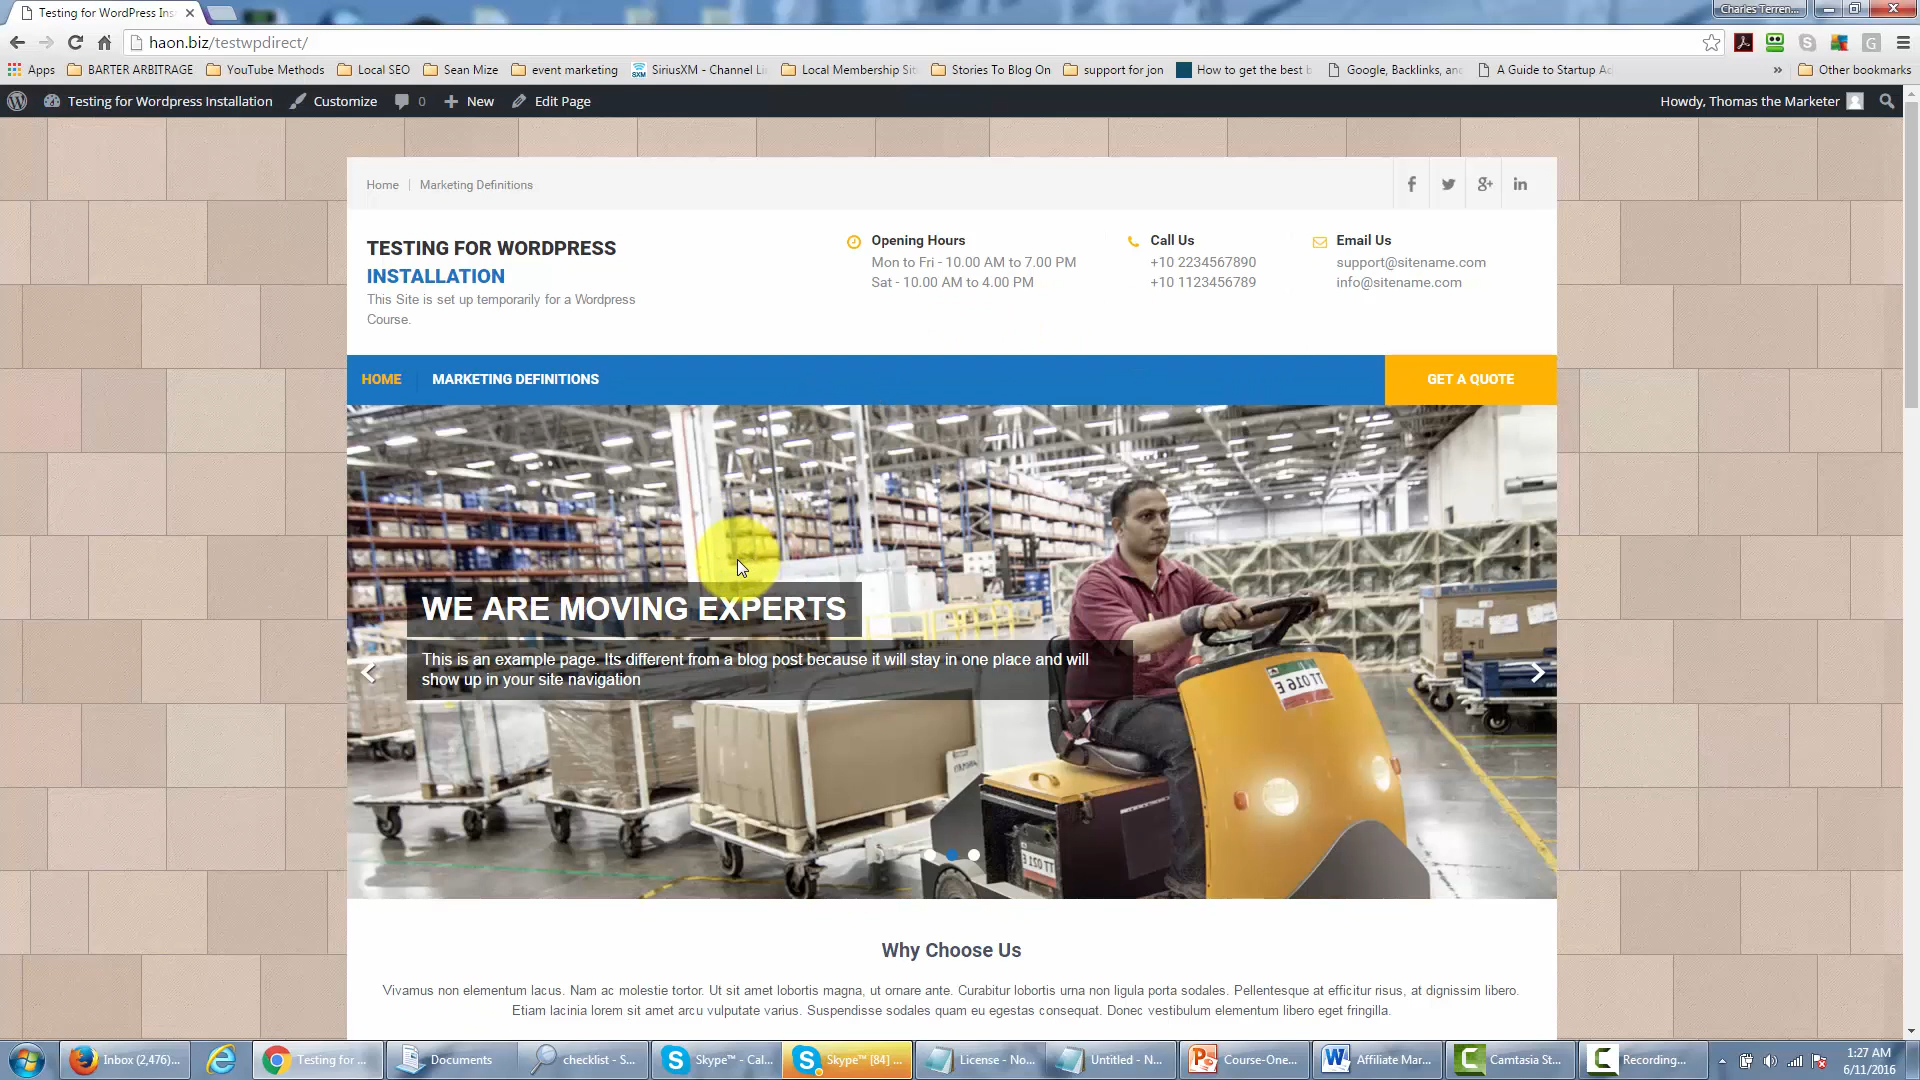 Testing for WordPress Ins
Charles Terren...
haon.biz/testwpdirect/
Apps
BARTER ARBITRAGE
YouTube Methods
Local SEO
Sean Mize
event marketing
SiriusXM - Channel Li
Local Membership Sit
Stories To Blog On
support for jon
How to get the best b
Google, Backlinks, and
A Guide to Startup Ac
»
Other bookmarks
Testing for Wordpress Installation
Customize
0
New
Edit Page
Howdy, Thomas the Marketer
Home | Marketing Definitions
TESTING FOR WORDPRESS
INSTALLATION
This Site is set up temporarily for a Wordpress
Course.
Opening Hours
Mon to Fri - 10.00 AM to 7.00 PM
Sat - 10.00 AM to 4.00 PM
Call Us
+10 2234567890
+10 1123456789
Email Us
support@sitename.com
info@sitename.com
HOME
MARKETING DEFINITIONS
GET A QUOTE
WE ARE MOVING EXPERTS
This is an example page. Its different from a blog post because it will stay in one place and will
show up in your site navigation
Why Choose Us
Vivamus non elementum lacus. Nam ac molestie tortor. Ut sit amet lobortis magna, ut ornare ante. Curabitur lobortis urna non ligula porta sodales. Pellentesque at efficitur risus, at dignissim libero.
Etiam lacinia lorem sit amet arcu vulputate varius. Suspendisse sodales quam eu egestas consequat. Donec vestibulum elementum libero eget fringilla.
Inbox (2,476)...
Testing for ...
Documents
checklist - S...
Skype™ - Cal...
Skype™ [84] ...
License - No...
Untitled - N...
Course-One...
Affiliate Mar...
Camtasia St...
Recording...
1:27 AM
6/11/2016